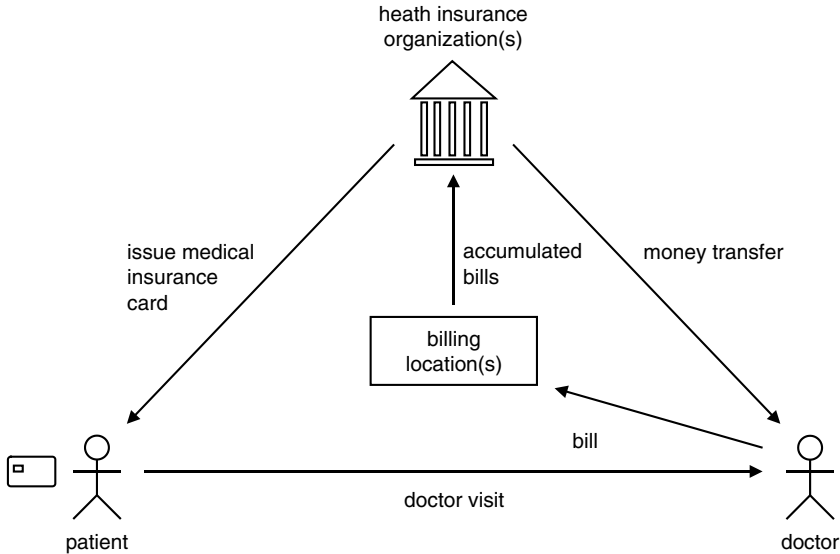 heath insurance
organization(s)
issue medical
insurance
card
accumulated
bills
money transfer
billing
location(s)
bill
doctor visit
patient
doctor